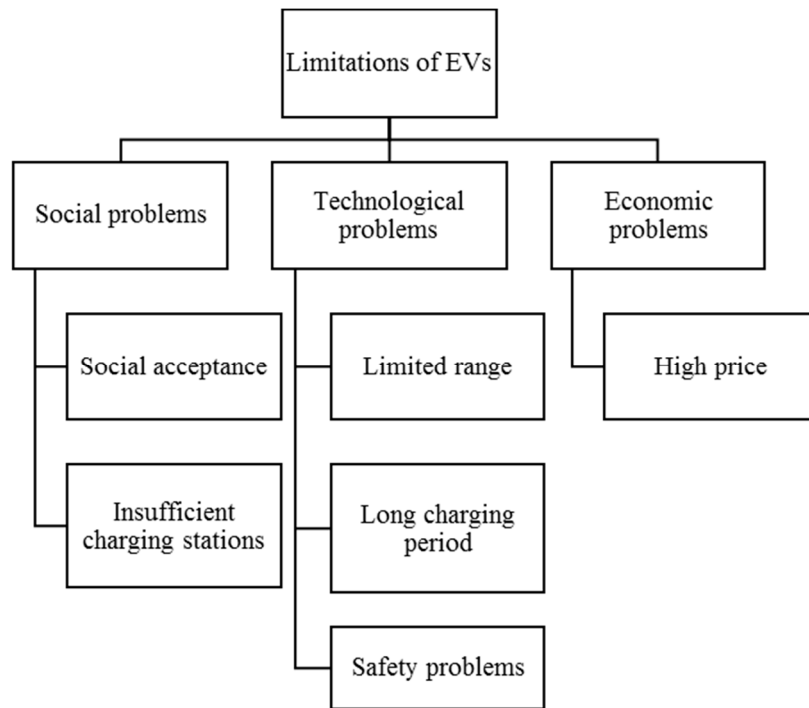 Limitations of EVs
Social problems
Technological
problems
Economic
problems
Social acceptance
Limited range
High price
Insufficient
charging stations
Long charging
period
Safety problems